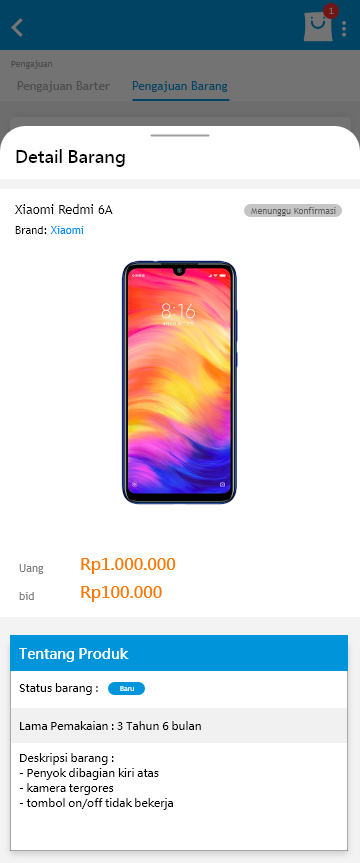 1
Pengajuan
Pengajuan Barter
Pengajuan Barang
Detail Barang
Xiaomi Redmi 6A
Menunggu Konfirmasi
Brand: Xiaomi
8:16
Uang
Rp1.000.000
bid
Rp100.000
Tentang Produk
Status barang :
Baru
Lama Pemakaian : 3 Tahun 6 bulan
Deskripsi barang :
- Penyok dibagian kiri atas
- kamera tergores
- tombol on/off tidak bekerja